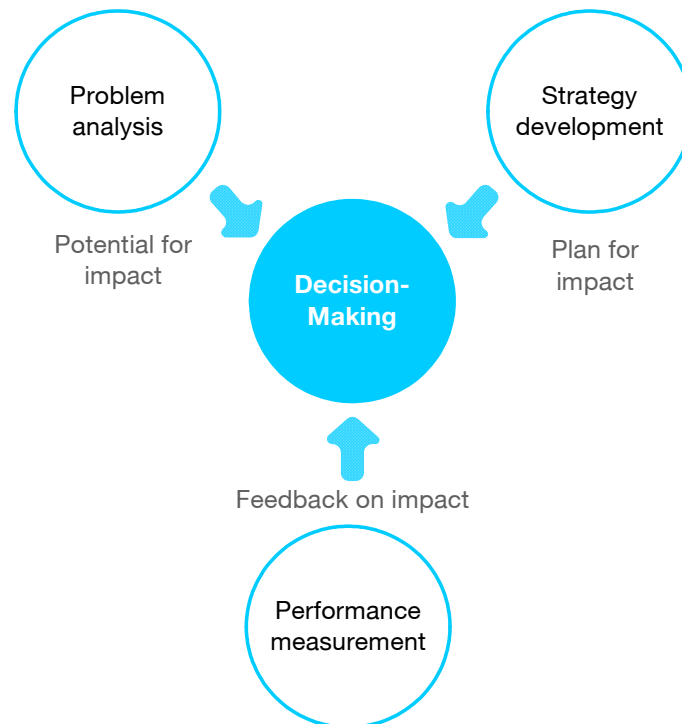 Problem
analysis
Strategy
development
Potential for
impact
Plan for
impact
Decision-
Making
Feedback on impact
Performance
measurement